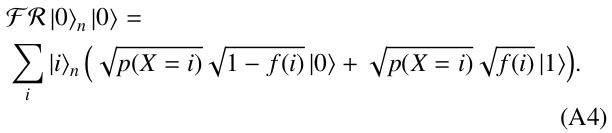 ℱℛ |0⟩ₙ |0⟩ =
∑ᵢ |i⟩ₙ ( √p(X = i) √1 − f(i) |0⟩ + √p(X = i) √f(i) |1⟩ ).
(A4)